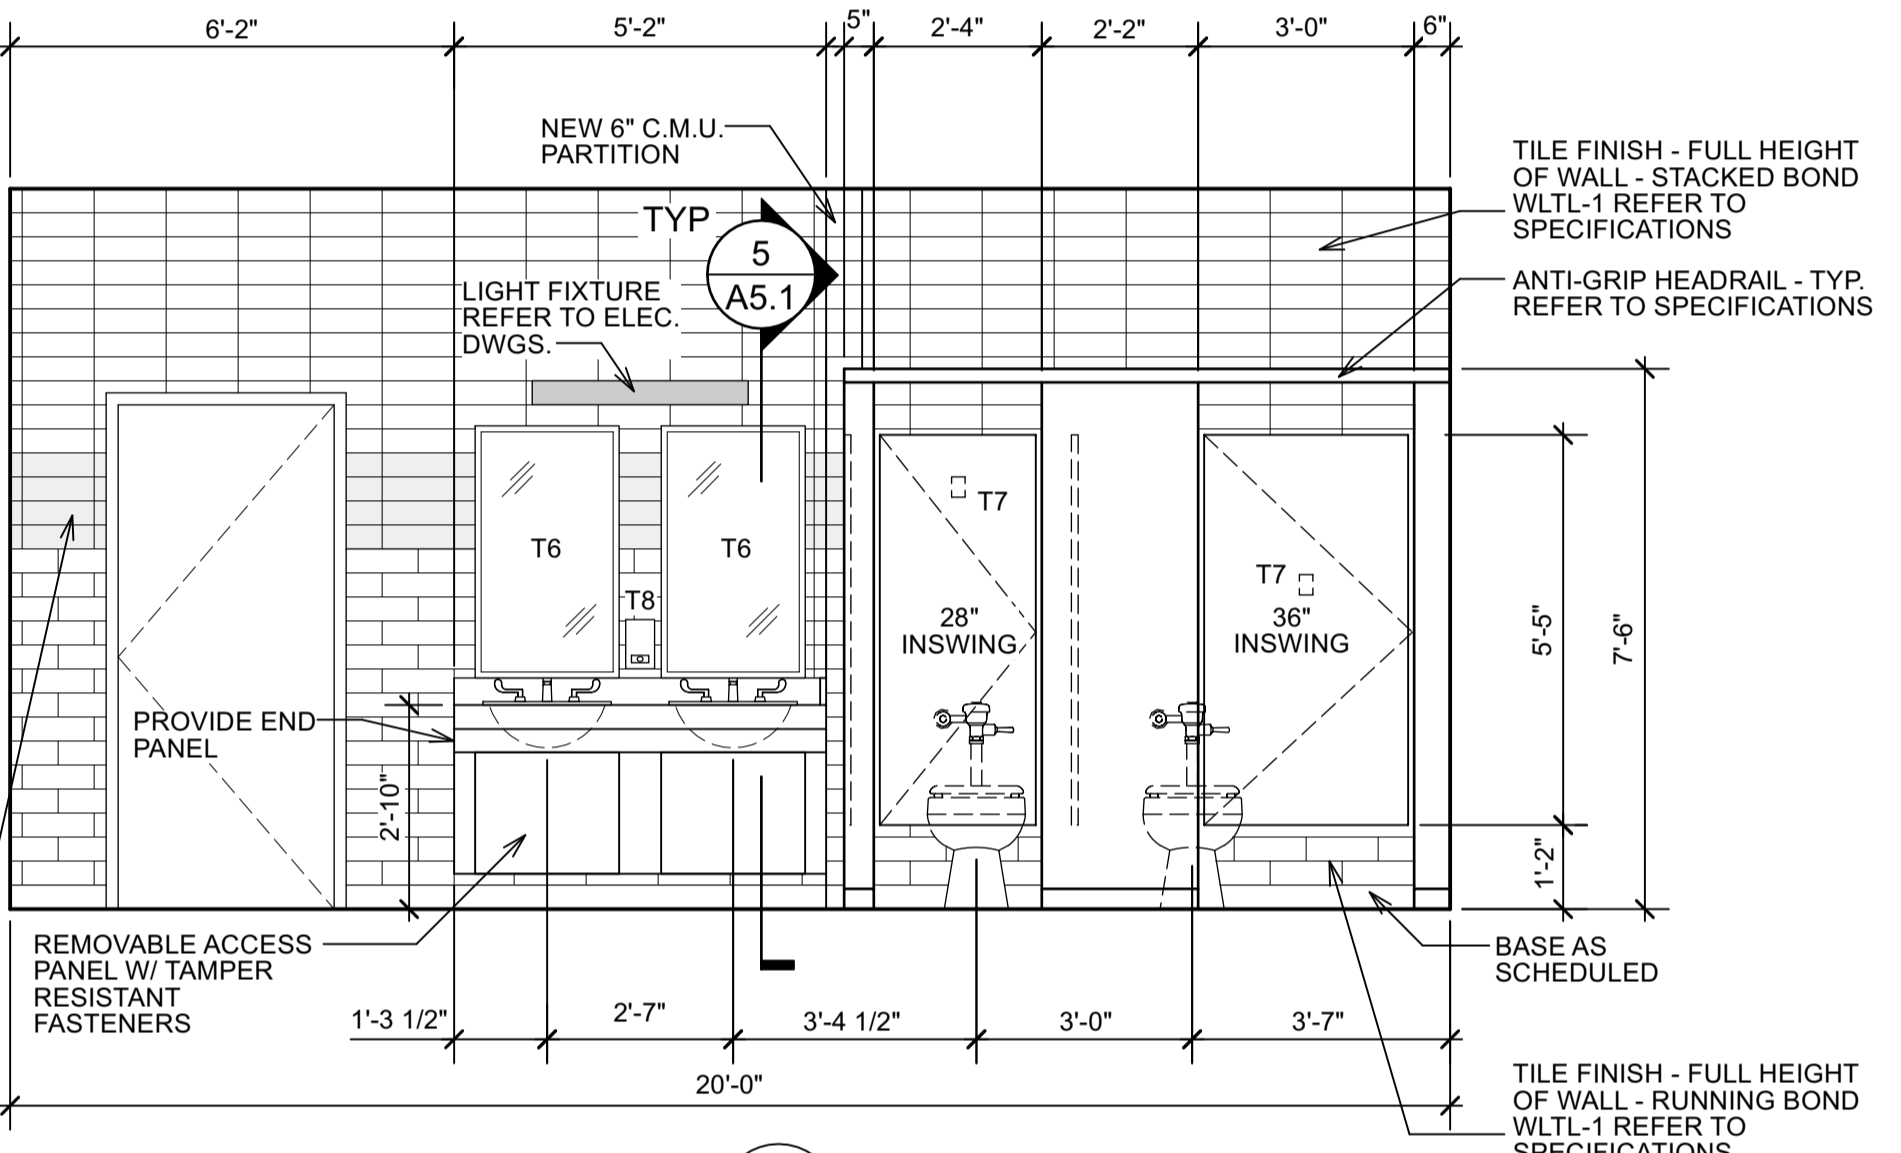 6'-2"
5'-2"
5"
2'-4"
2'-2"
3'-0"
6"
NEW 6" C.M.U.
PARTITION
TILE FINISH - FULL HEIGHT
OF WALL - STACKED BOND
WLTL-1 REFER TO
SPECIFICATIONS
TYP
5
A5.1
LIGHT FIXTURE
REFER TO ELEC.
DWGS.
ANTI-GRIP HEADRAIL - TYP.
REFER TO SPECIFICATIONS
T6
T6
T8
T7
T7
28"
INSWING
36"
INSWING
5'-5"
7'-6"
1'-2"
PROVIDE END
PANEL
2'-10"
REMOVABLE ACCESS
PANEL W/ TAMPER
RESISTANT
FASTENERS
BASE AS
SCHEDULED
1'-3 1/2"
2'-7"
3'-4 1/2"
3'-0"
3'-7"
20'-0"
TILE FINISH - FULL HEIGHT
OF WALL - RUNNING BOND
WLTL-1 REFER TO
SPECIFICATIONS